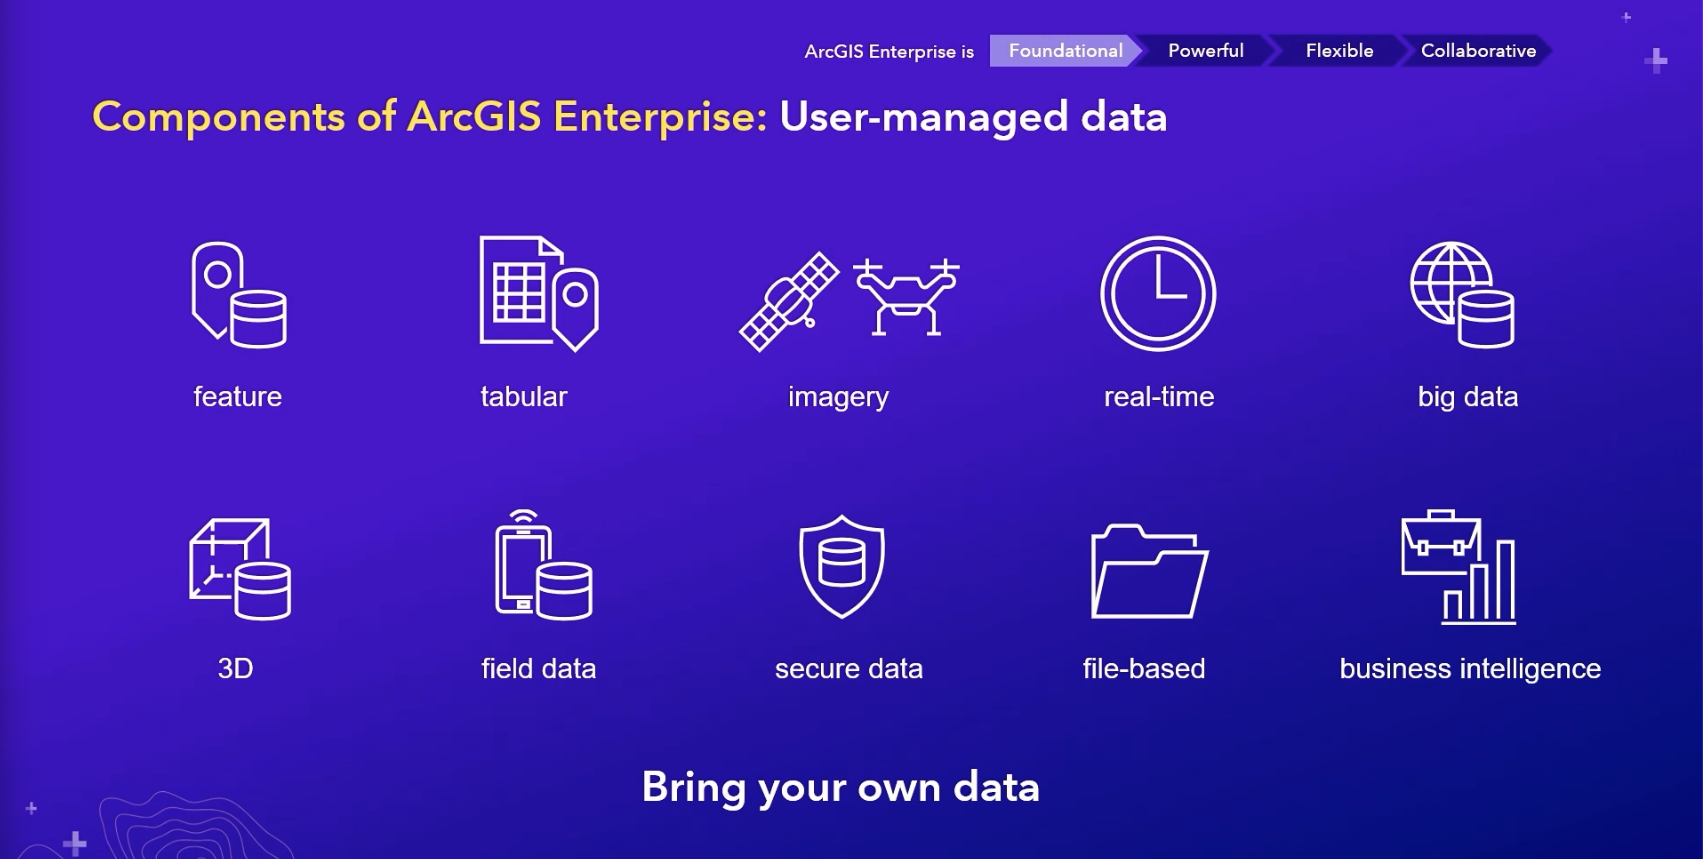 ArcGIS Enterprise is Foundational Powerful Flexible Collaborative
Components of ArcGIS Enterprise: User-managed data
feature tabular imagery real-time big data
3D field data secure data file-based business intelligence
Bring your own data